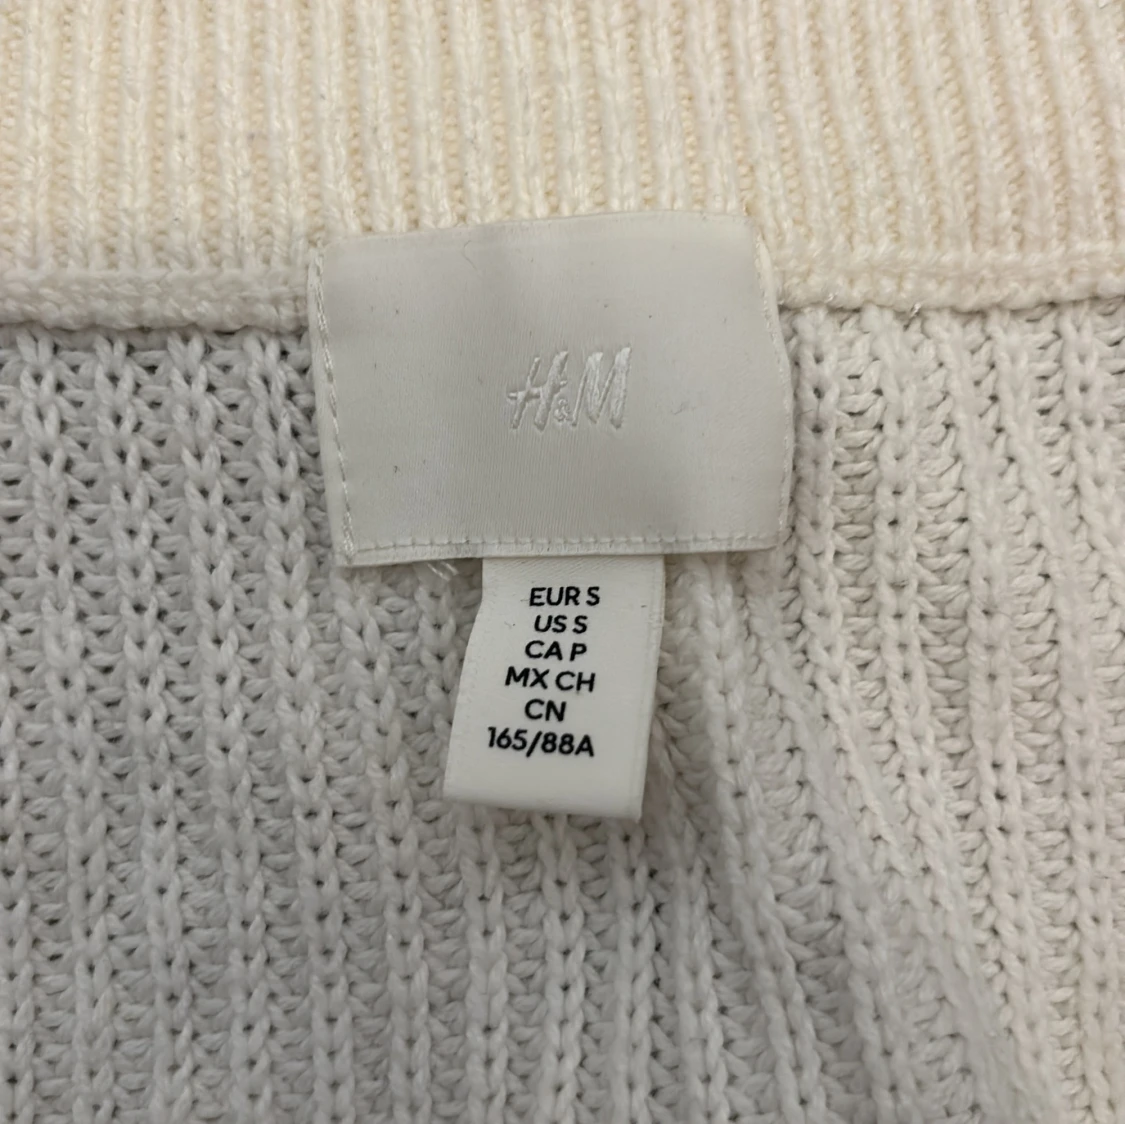 H&M
EUR S
US S
CA P
MX CH
CN
165/88A